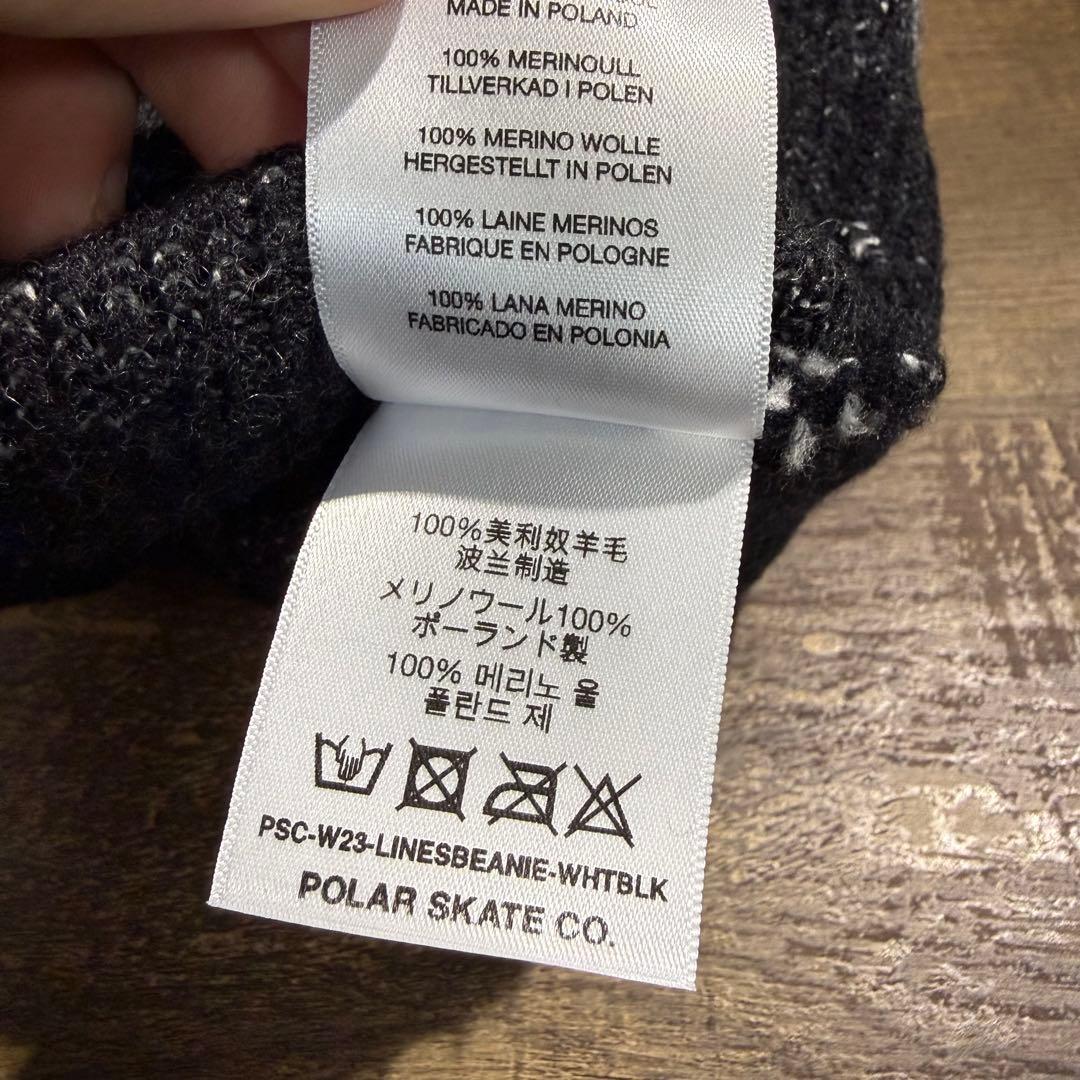 MADE IN POLAND
100% MERINOULL
TILLVERKAD I POLEN
100% MERINO WOLLE
HERGESTELLT IN POLEN
100% LAINE MERINOS
FABRIQUE EN POLOGNE
100% LANA MERINO
FABRICADO EN POLONIA
100%美利奴羊毛
波兰制造
メリノウール100%
ポーランド製
100% 메리노 울
폴란드 제
PSC-W23-LINESBEANIE-WHTBLK
POLAR SKATE CO.